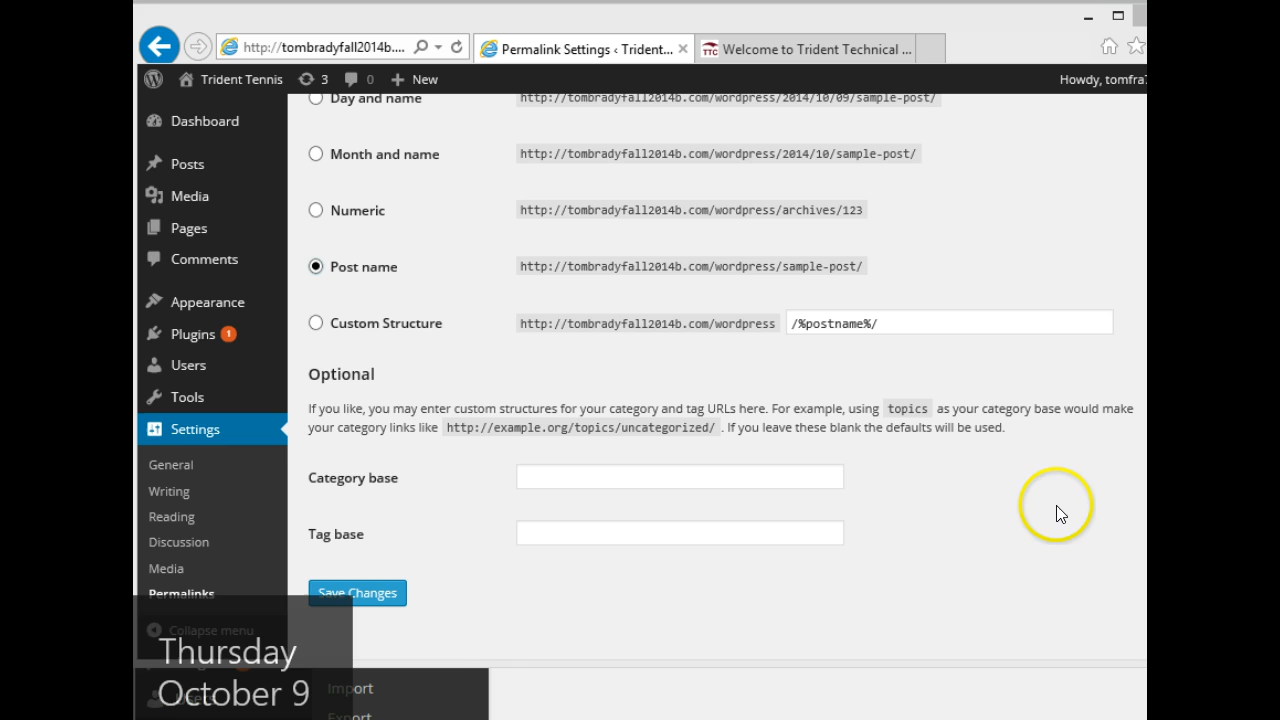 http://tombradyfall2014b....
Permalink Settings ‹ Trident...
TTC Welcome to Trident Technical ...
Trident Tennis 3 0 New
Howdy, tomfra
Day and name http://tombradyfall2014b.com/wordpress/2014/10/09/sample-post/
Dashboard
Month and name http://tombradyfall2014b.com/wordpress/2014/10/sample-post/
Posts
Media
Numeric http://tombradyfall2014b.com/wordpress/archives/123
Pages
Comments
Post name http://tombradyfall2014b.com/wordpress/sample-post/
Appearance
Custom Structure http://tombradyfall2014b.com/wordpress /%postname%/
Plugins 1
Users
Optional
Tools
If you like, you may enter custom structures for your category and tag URLs here. For example, using topics as your category base would make
your category links like http://example.org/topics/uncategorized/ . If you leave these blank the defaults will be used.
Settings
General
Category base
Writing
Reading
Tag base
Discussion
Media
Permalinks
Save Changes
Collapse menu
Thursday
October 9
Import
Export